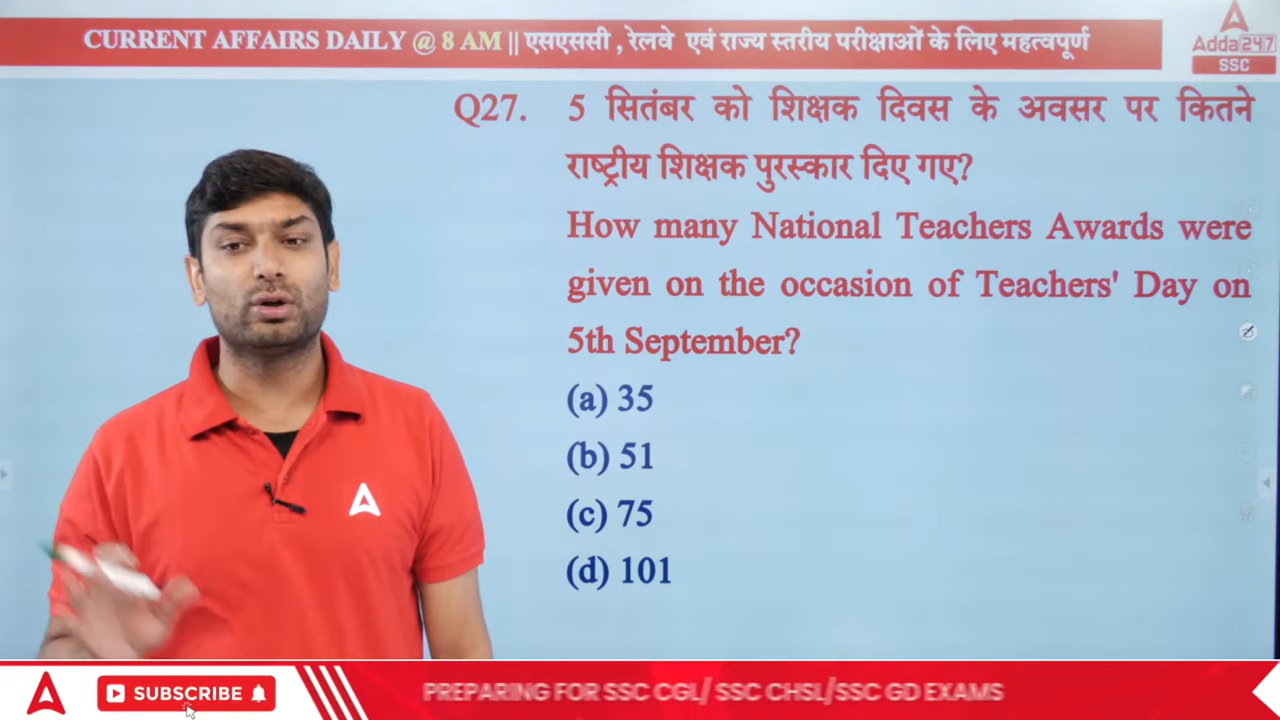 CURRENT AFFAIRS DAILY @ 8 AM || एसएससी , रेलवे एवं राज्य स्तरीय परीक्षाओं के लिए महत्वपूर्ण
Adda 247
SSC
Q27. 5 सितंबर को शिक्षक दिवस के अवसर पर कितने
राष्ट्रीय शिक्षक पुरस्कार दिए गए?
How many National Teachers Awards were
given on the occasion of Teachers' Day on
5th September?
(a) 35
(b) 51
(c) 75
(d) 101
SUBSCRIBE
PREPARING FOR SSC CGL/ SSC CHSL/SSC GD EXAMS